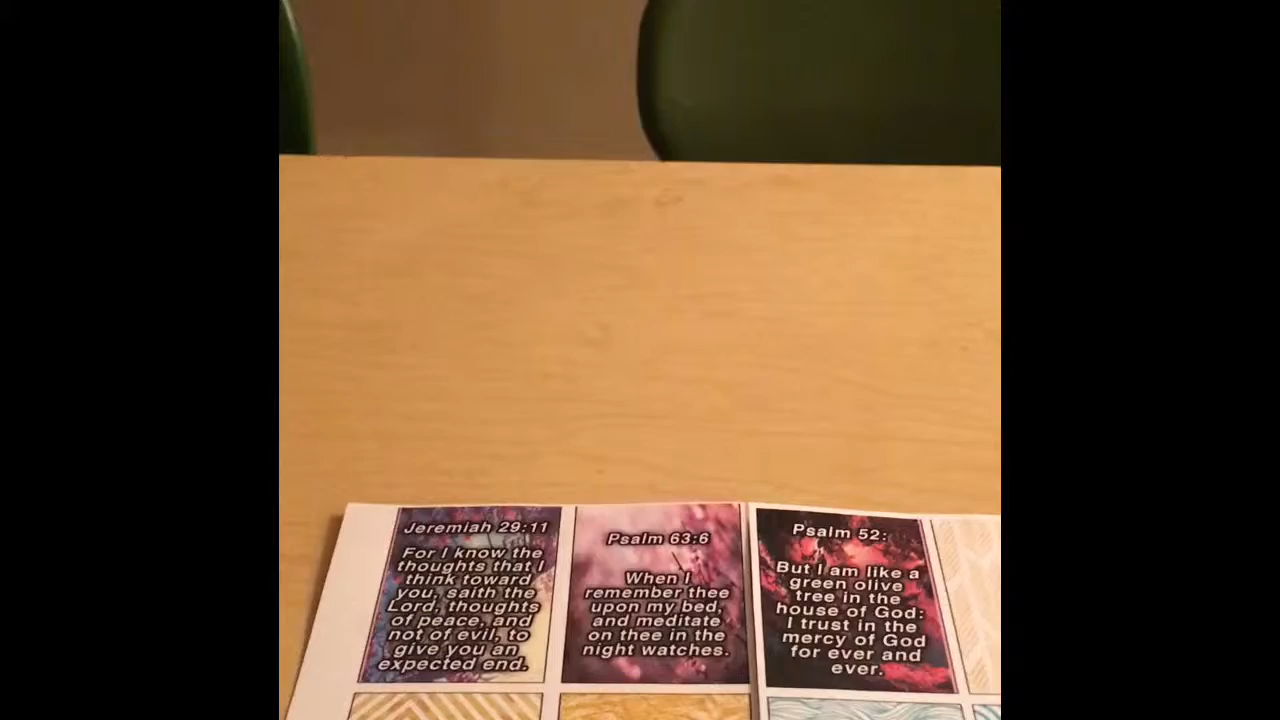 Jeremiah 29:11
For I know the
thoughts that I
think toward
you, saith the
Lord, thoughts
of peace, and
not of evil, to
give you an
expected end.
Psalm 63:6
When I
remember thee
upon my bed,
and meditate
on thee in the
night watches.
Psalm 52:
But I am like a
green olive
tree in the
house of God:
I trust in the
mercy of God
for ever and
ever.